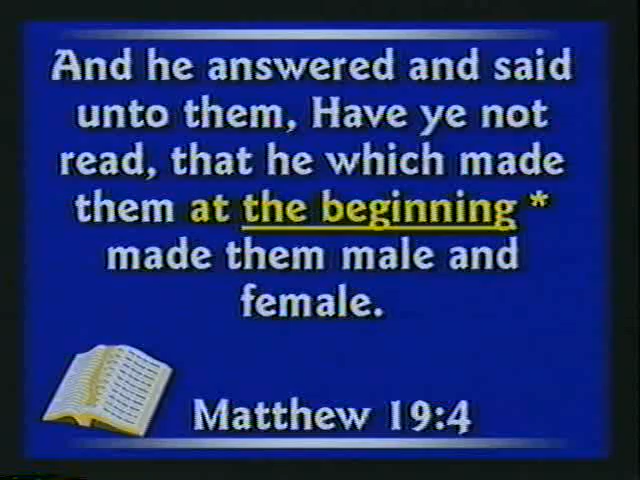 And he answered and said
unto them, Have ye not
read, that he which made
them at the beginning *
made them male and
female.
Matthew 19:4